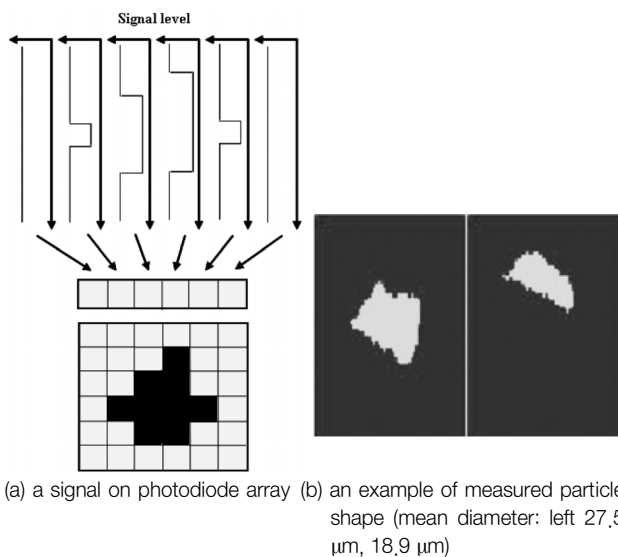 Signal level
(a) a signal on photodiode array (b) an example of measured particle
shape (mean diameter: left 27.5
μm, 18.9 μm)